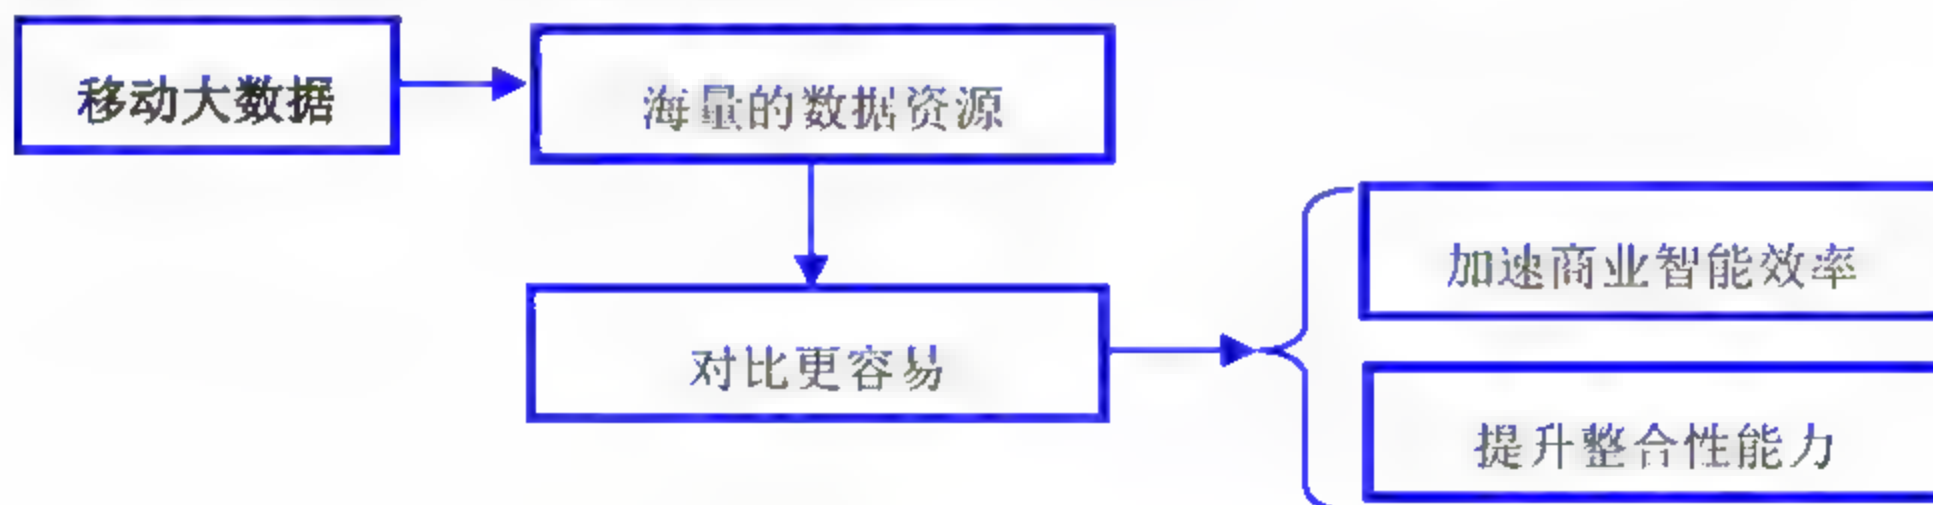 移动大数据
海量的数据资源
对比更容易
加速商业智能效率
提升整合性能力